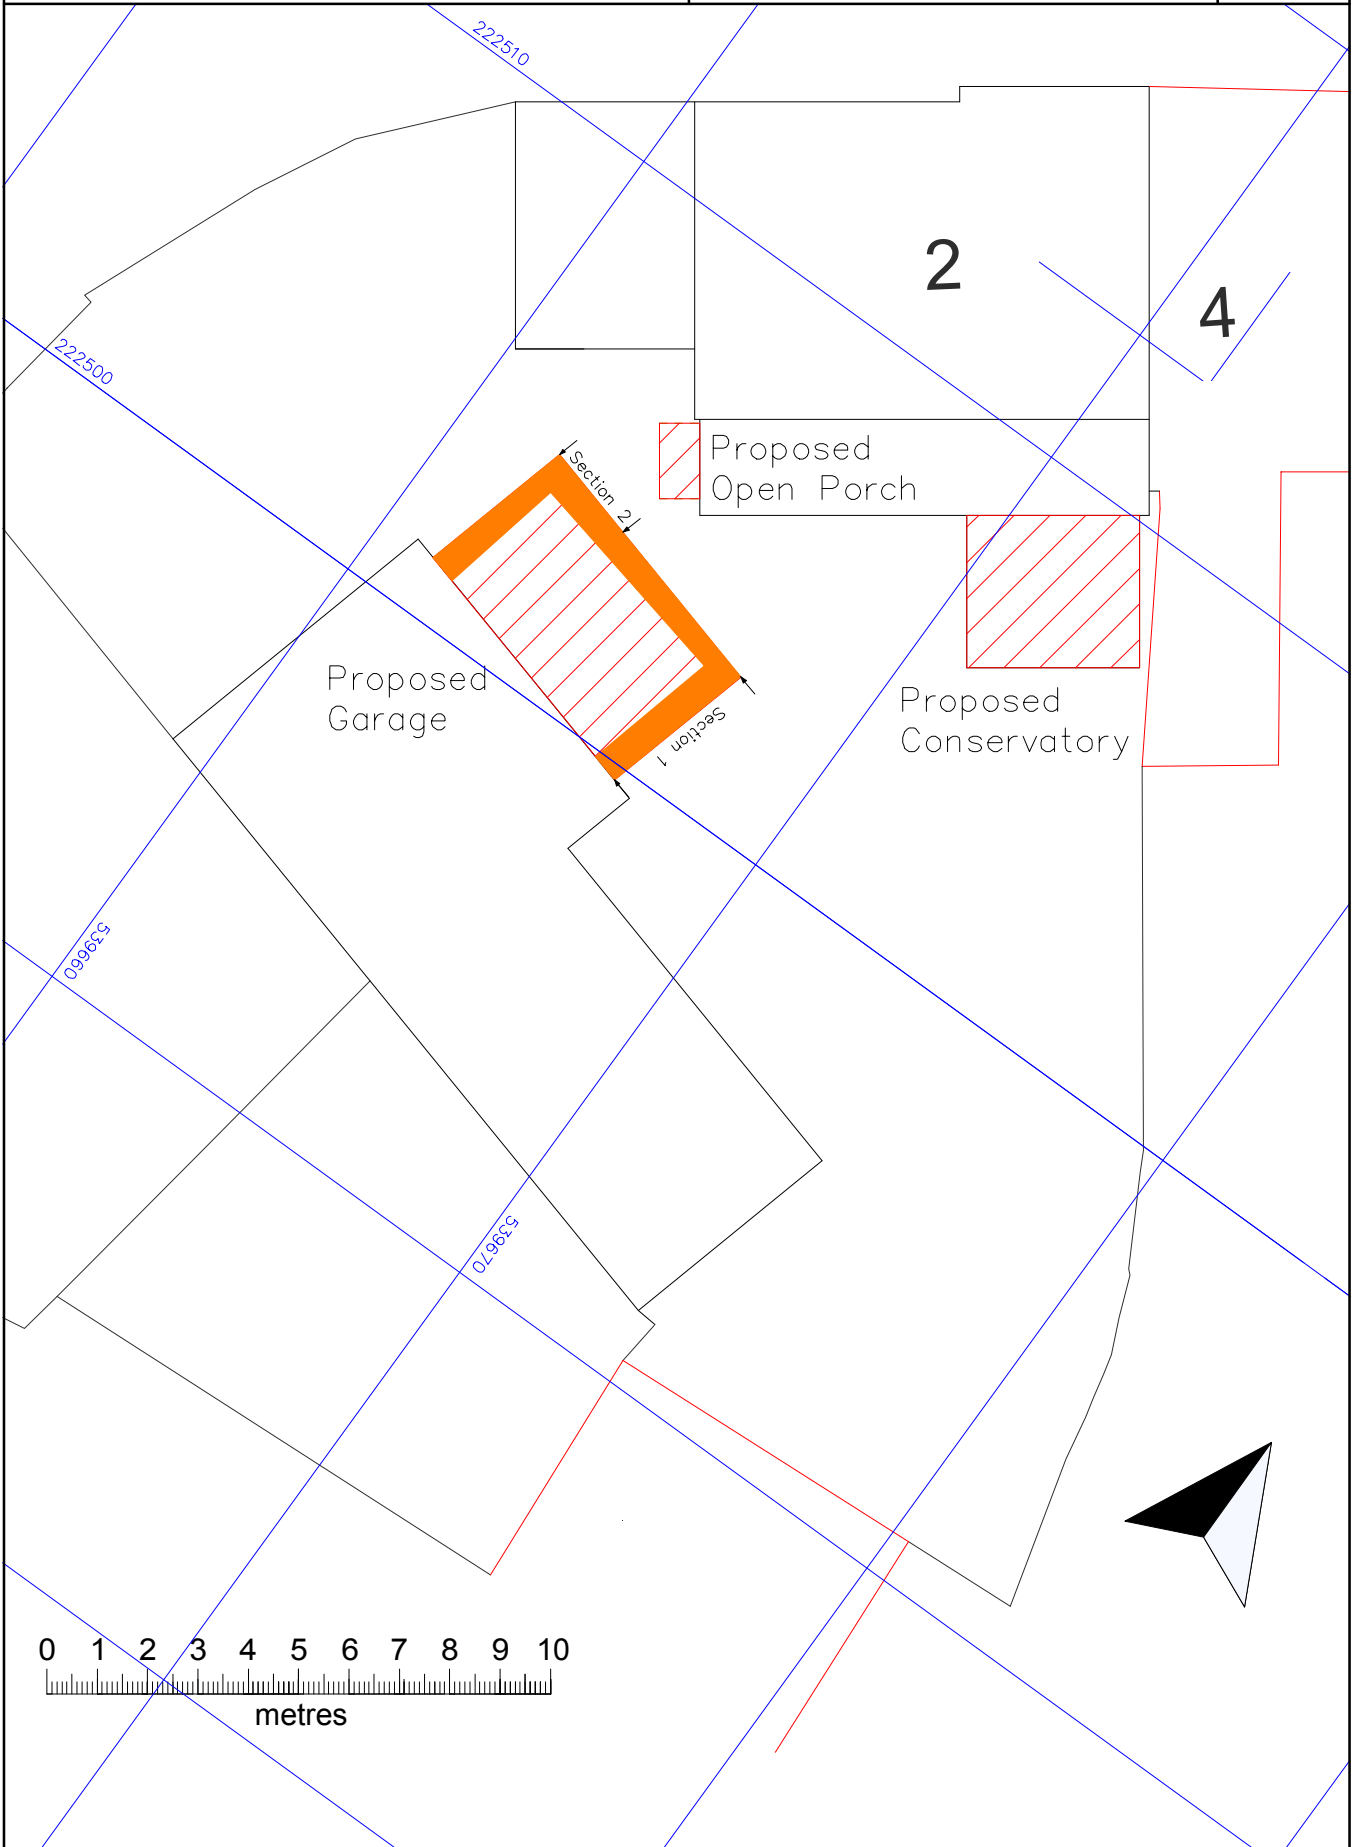 222510
2
4
222500
Proposed
Open Porch
Section 2
Proposed
Garage
Section 1
Proposed
Conservatory
539660
539670
0 1 2 3 4 5 6 7 8 9 10
metres